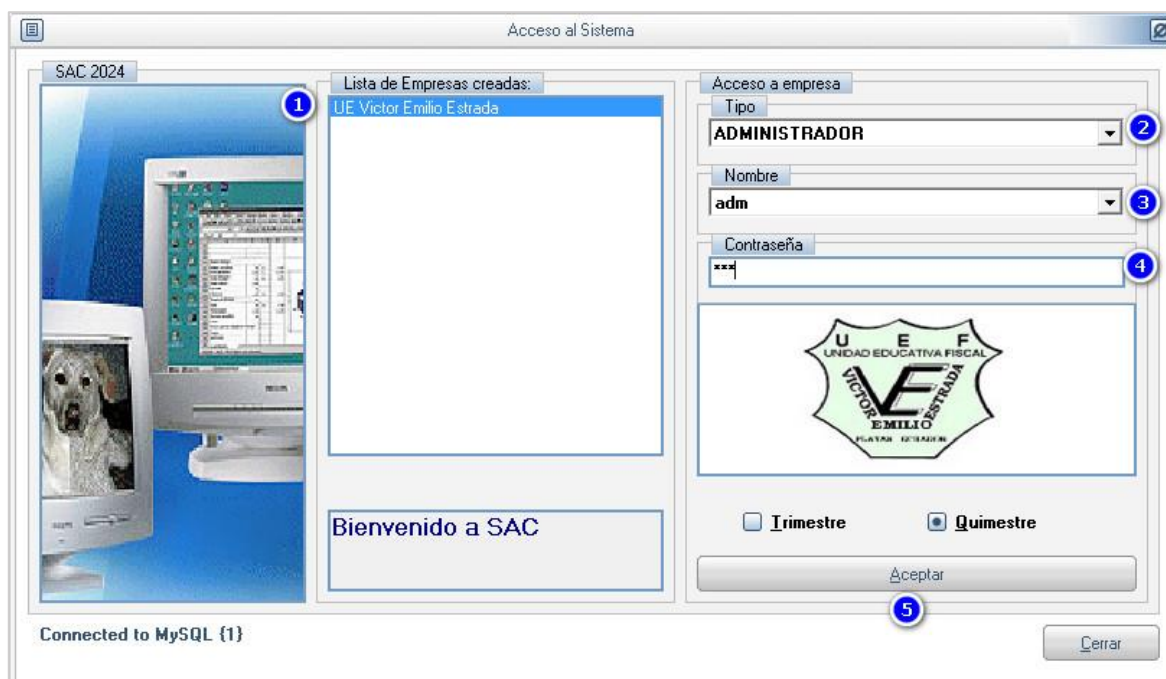 Acceso al Sistema
SAC 2024
1
Lista de Empresas creadas:
UE Victor Emilio Estrada
Bienvenido a SAC
Acceso a empresa
Tipo
ADMINISTRADOR
2
Nombre
adm
3
Contraseña
***
4
U E F
UNIDAD EDUCATIVA FISCAL
VICTOR
VE
ESTRADA
EMILIO
Trimestre
Quimestre
Aceptar
5
Connected to MySQL {1}
Cerrar